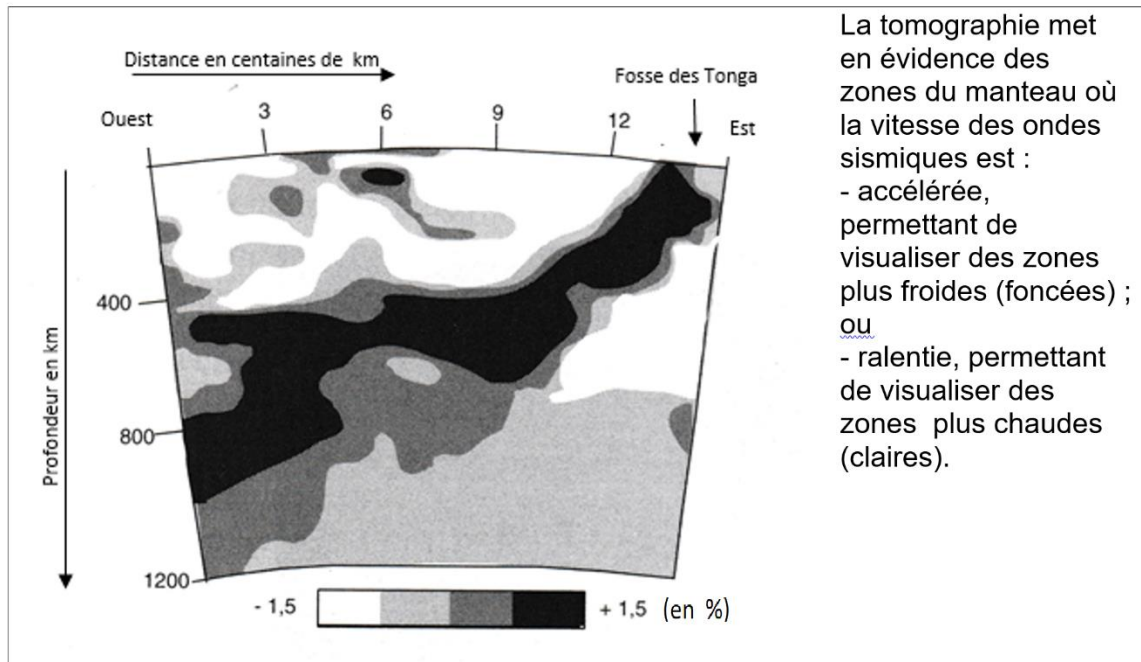 Distance en centaines de km
Fosse des Tonga
Ouest
3
6
9
12
Est
Profondeur en km
400
800
1200
- 1,5
+ 1,5 (en %)
La tomographie met
en évidence des
zones du manteau où
la vitesse des ondes
sismiques est :
- accélérée,
permettant de
visualiser des zones
plus froides (foncées) ;
ou
- ralentie, permettant
de visualiser des
zones plus chaudes
(claires).